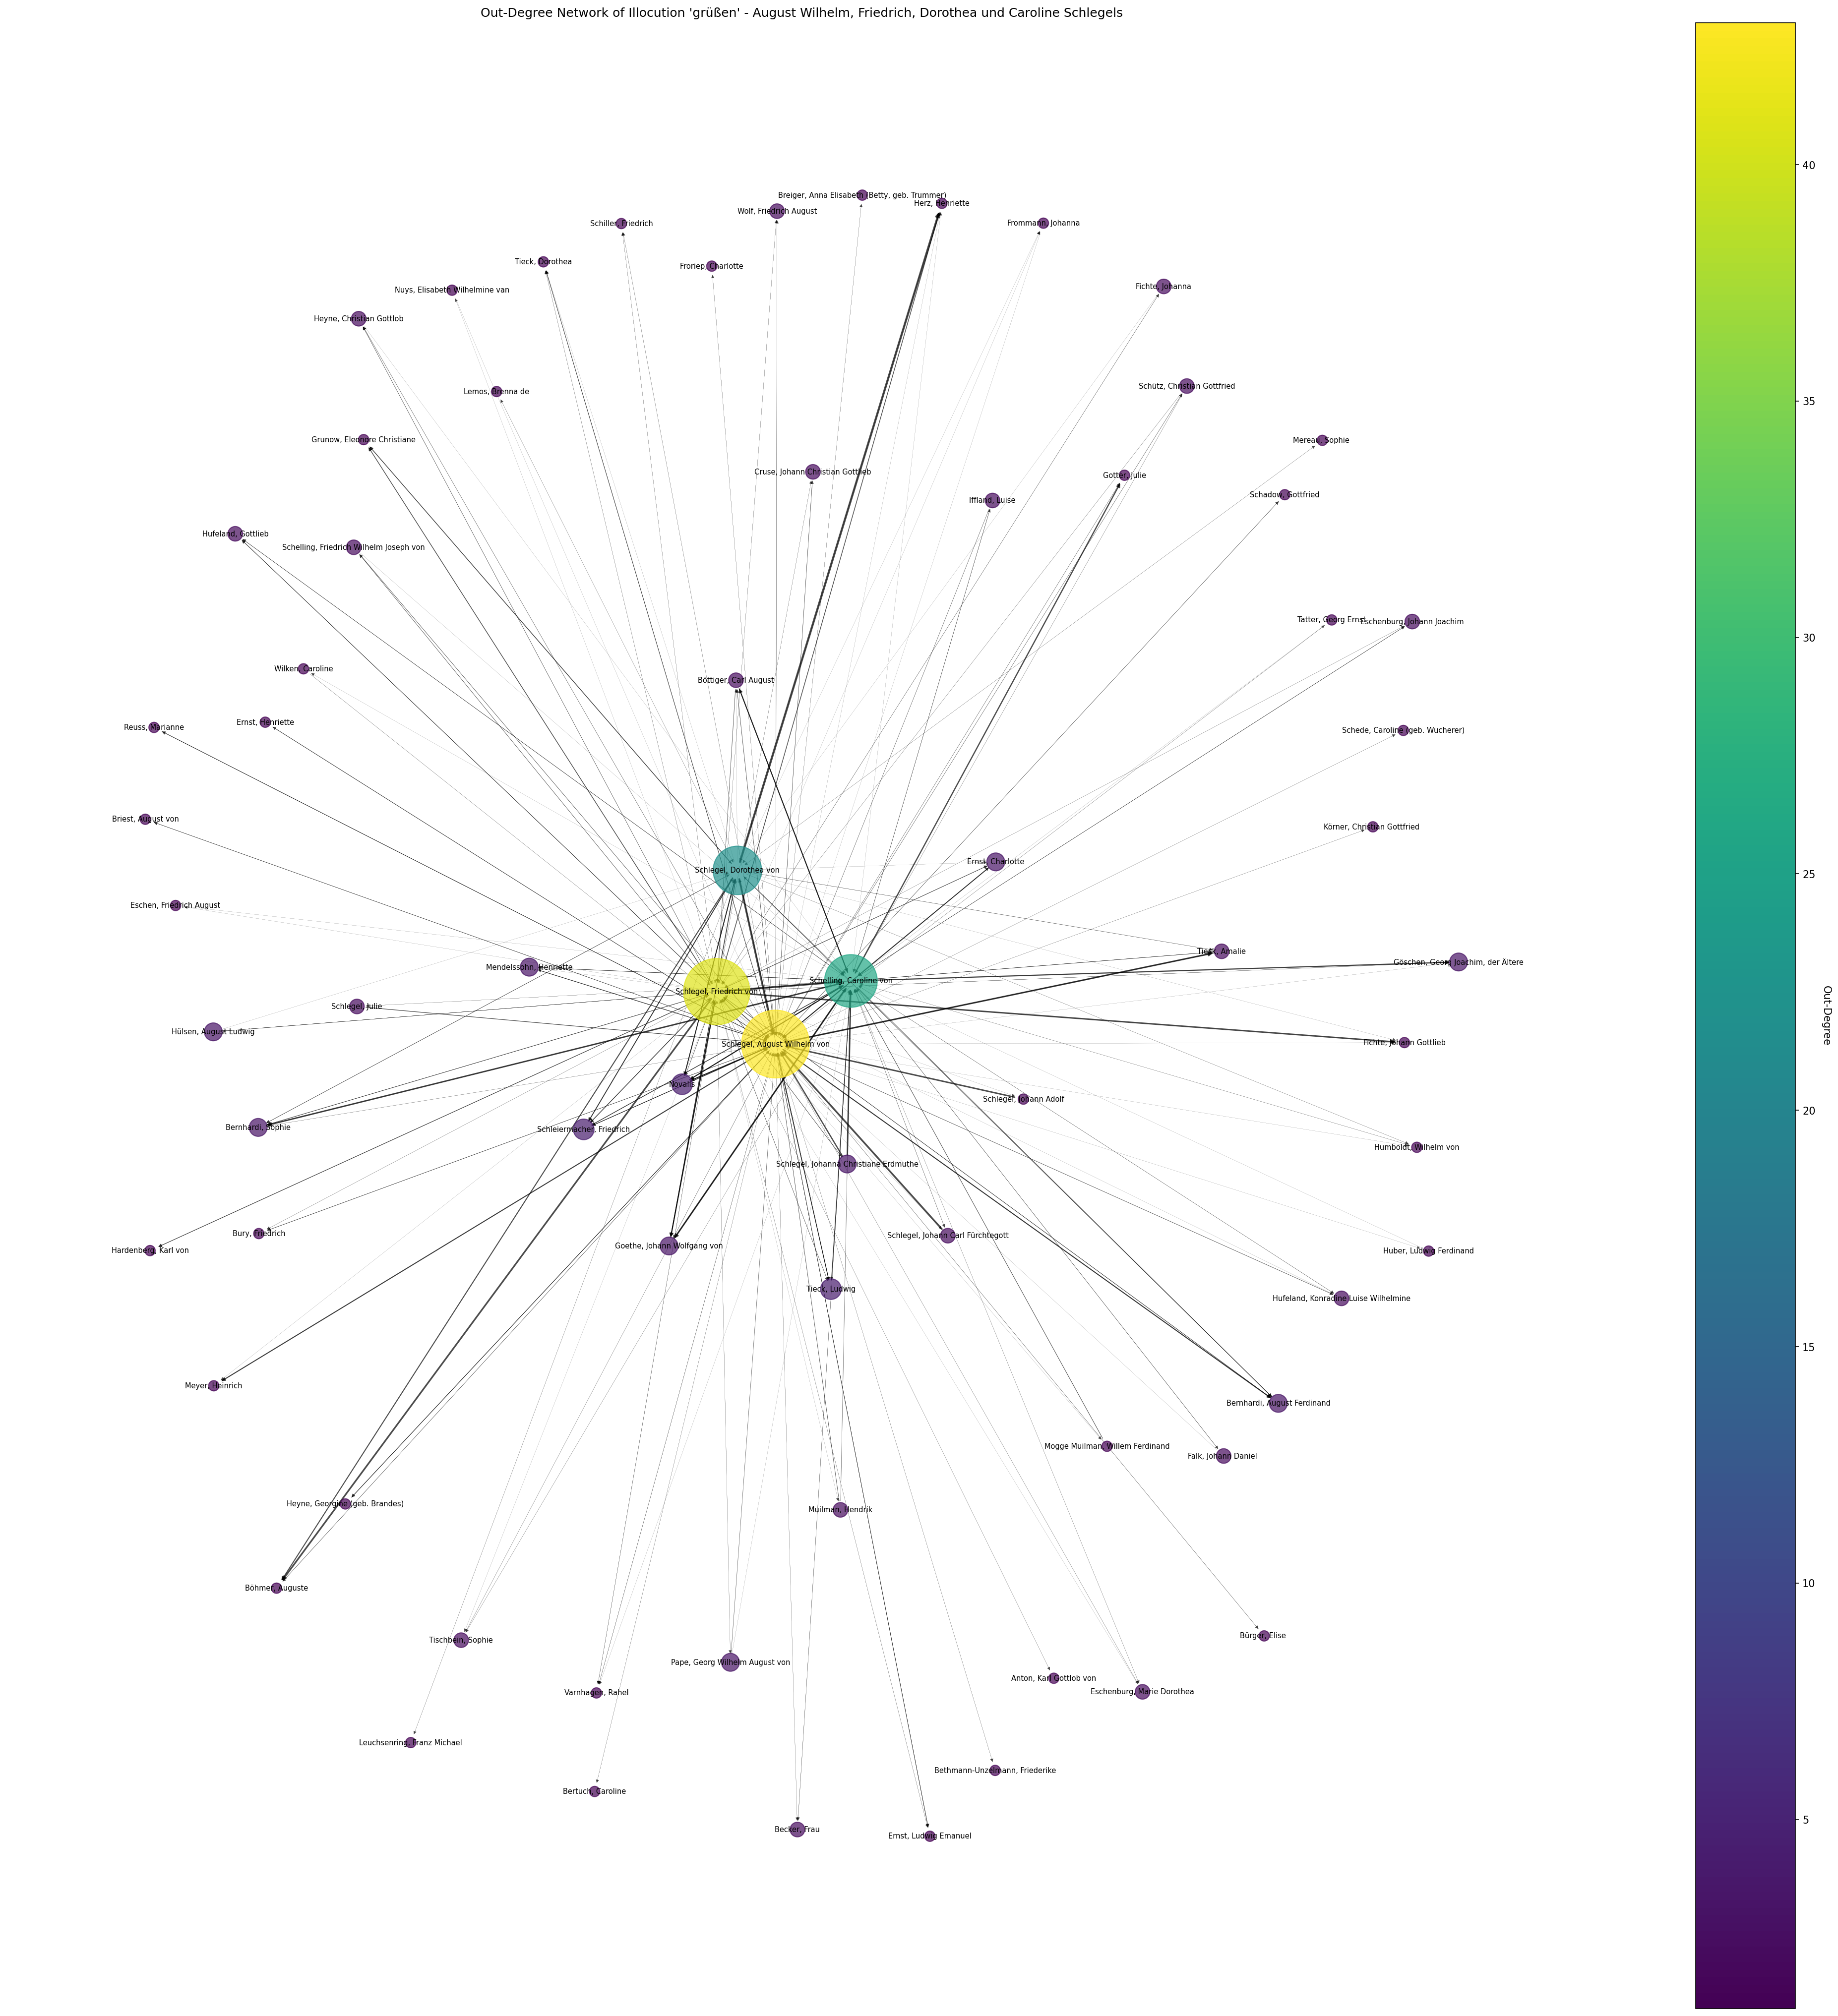 Out-Degree Network of Illocution 'grüßen' - August Wilhelm, Friedrich, Dorothea und Caroline Schlegels
Breiger, Anna Elisabeth (Betty, geb. Trummer)
Herz, Henriette
Wolf, Friedrich August
Schiller, Friedrich
Frommann, Johanna
Tieck, Dorothea
Froriep, Charlotte
Fichte, Johanna
Nuys, Elisabeth Wilhelmine van
Heyne, Christian Gottlob
Schütz, Christian Gottfried
Lemos, Brenna de
Grunow, Eleonore Christiane
Mereau, Sophie
Cruse, Johann Christian Gottlieb
Gotter, Julie
Schadow, Gottfried
Iffland, Luise
Hufeland, Gottlieb
Schelling, Friedrich Wilhelm Joseph von
Tatter, Georg Ernst
Eschenburg, Johann Joachim
Wilken, Caroline
Böttiger, Carl August
Ernst, Henriette
Reuss, Marianne
Schede, Caroline (geb. Wucherer)
Briest, August von
Körner, Christian Gottfried
Ernst, Charlotte
Schlegel, Dorothea von
Eschen, Friedrich August
Tieck, Amalie
Göschen, Georg Joachim, der Ältere
Mendelssohn, Henriette
Schelling, Caroline von
Schlegel, Friedrich von
Schlegel, Julie
Hülsen, August Ludwig
Schlegel, August Wilhelm von
Fichte, Johann Gottlieb
Novalis
Schlegel, Johann Adolf
Bernhardi, Sophie
Schleiermacher, Friedrich
Humboldt, Wilhelm von
Schlegel, Johanna Christiane Erdmuthe
Bury, Friedrich
Schlegel, Johann Carl Fürchtegott
Goethe, Johann Wolfgang von
Hardenberg, Karl von
Huber, Ludwig Ferdinand
Tieck, Ludwig
Hufeland, Konradine Luise Wilhelmine
Meyer, Heinrich
Bernhardi, August Ferdinand
Mogge Muilman, Willem Ferdinand
Falk, Johann Daniel
Heyne, Georgine (geb. Brandes)
Muilman, Hendrik
Böhmer, Auguste
Bürger, Elise
Tischbein, Sophie
Pape, Georg Wilhelm August von
Anton, Karl Gottlob von
Varnhagen, Rahel
Eschenburg, Marie Dorothea
Leuchsenring, Franz Michael
Bethmann-Unzelmann, Friederike
Bertuch, Caroline
Becker, Frau
Ernst, Ludwig Emanuel
40
35
30
25
20
15
10
5
Out-Degree